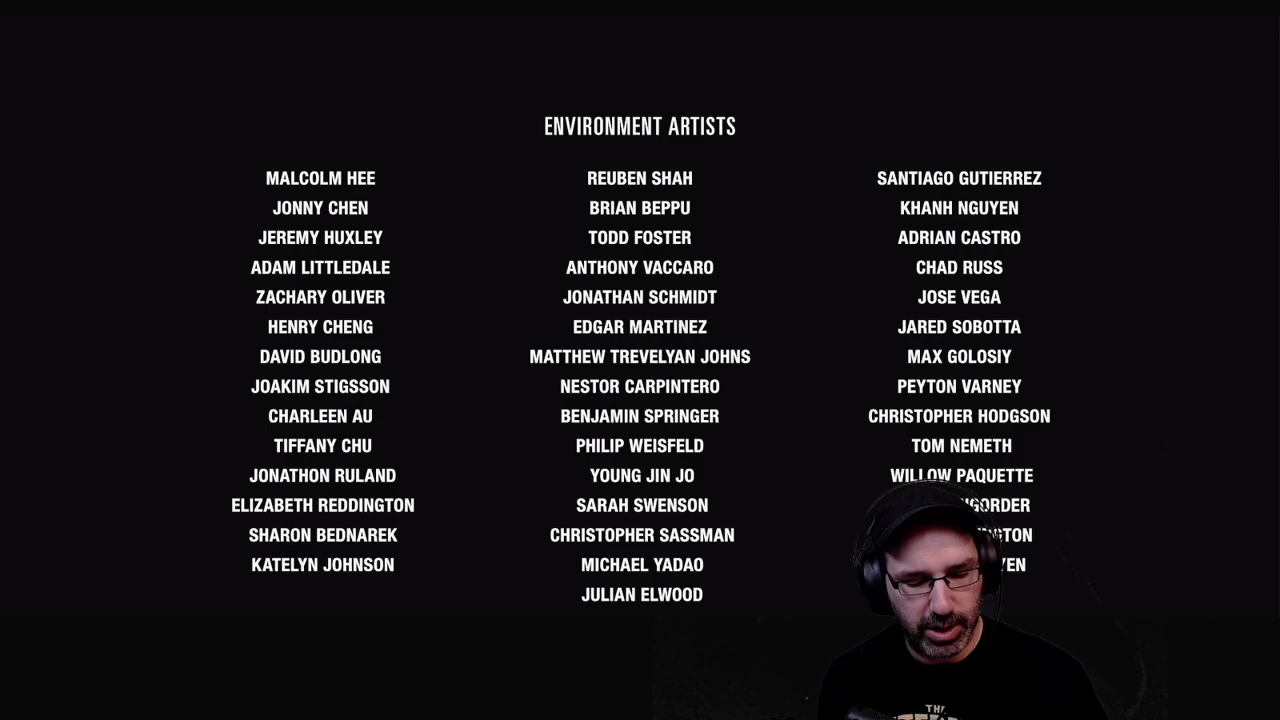 ENVIRONMENT ARTISTS
MALCOLM HEE
JONNY CHEN
JEREMY HUXLEY
ADAM LITTLEDALE
ZACHARY OLIVER
HENRY CHENG
DAVID BUDLONG
JOAKIM STIGSSON
CHARLEEN AU
TIFFANY CHU
JONATHON RULAND
ELIZABETH REDDINGTON
SHARON BEDNAREK
KATELYN JOHNSON
REUBEN SHAH
BRIAN BEPPU
TODD FOSTER
ANTHONY VACCARO
JONATHAN SCHMIDT
EDGAR MARTINEZ
MATTHEW TREVELYAN JOHNS
NESTOR CARPINTERO
BENJAMIN SPRINGER
PHILIP WEISFELD
YOUNG JIN JO
SARAH SWENSON
CHRISTOPHER SASSMAN
MICHAEL YADAO
JULIAN ELWOOD
SANTIAGO GUTIERREZ
KHANH NGUYEN
ADRIAN CASTRO
CHAD RUSS
JOSE VEGA
JARED SOBOTTA
MAX GOLOSIY
PEYTON VARNEY
CHRISTOPHER HODGSON
TOM NEMETH
WILLOW PAQUETTE
THE